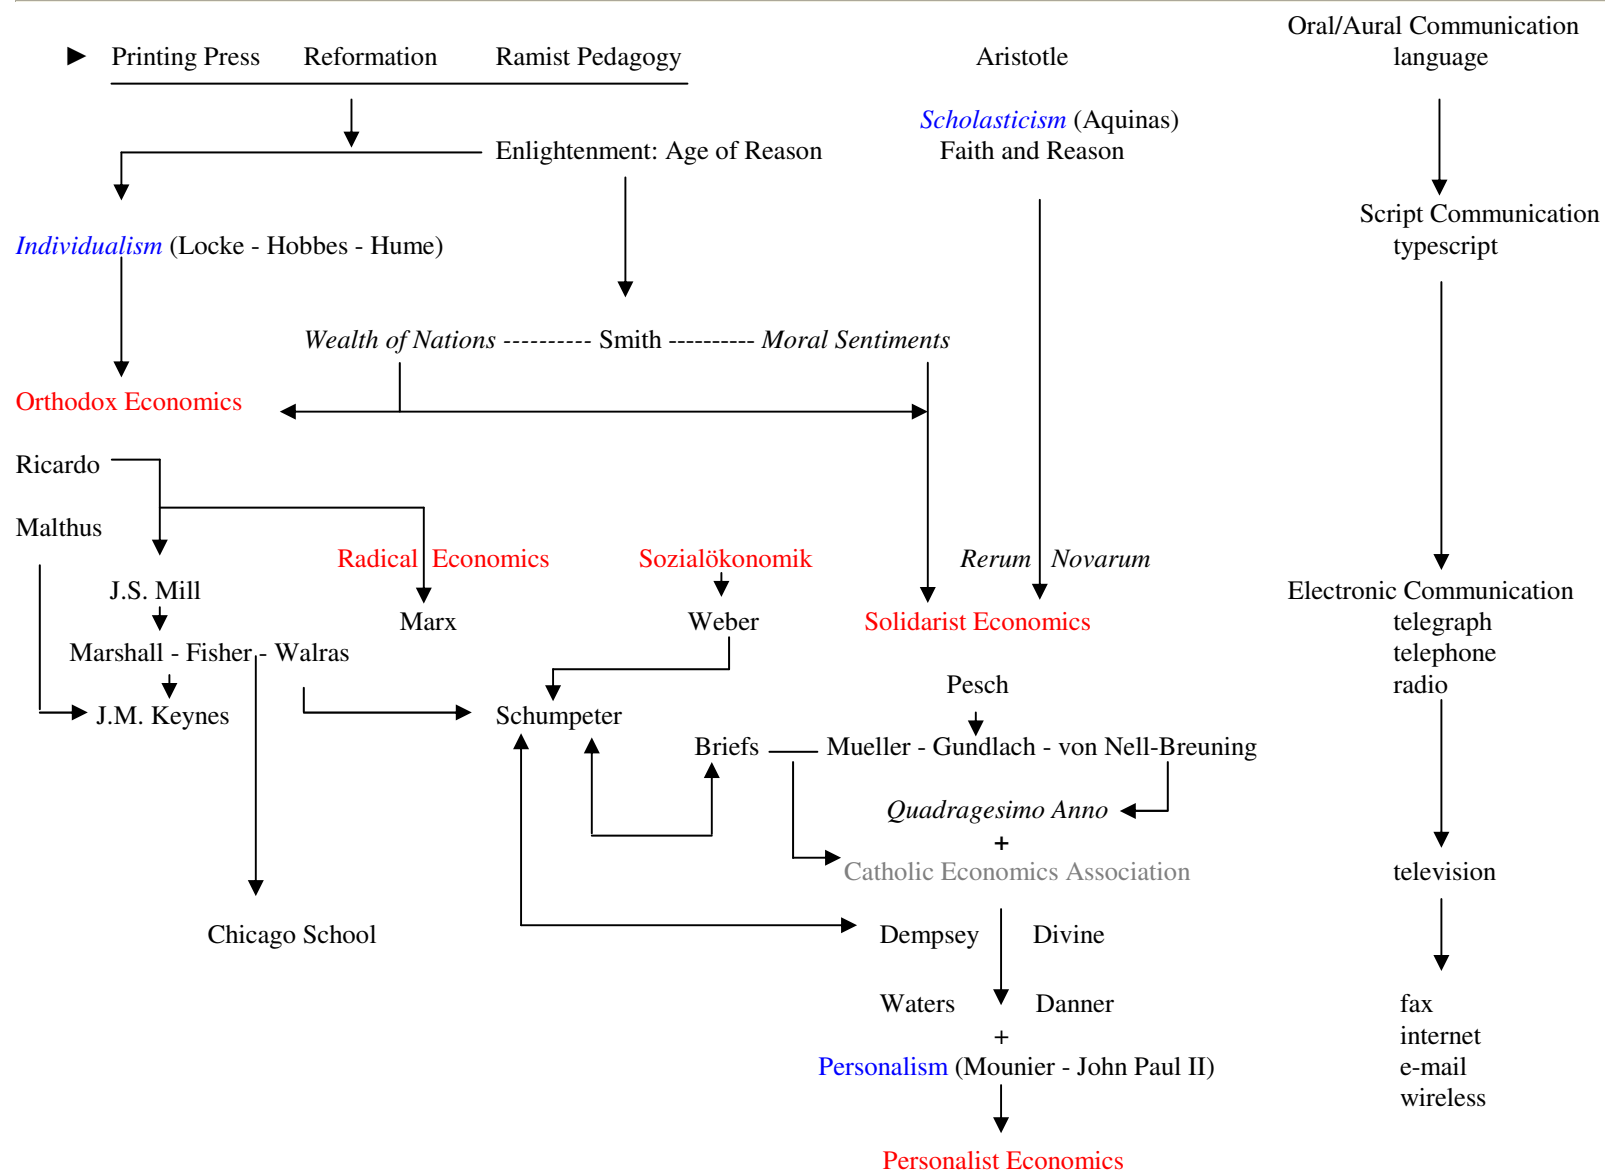 ► Printing Press Reformation Ramist Pedagogy
Aristotle
Oral/Aural Communication
language
Scholasticism (Aquinas)
Faith and Reason
Enlightenment: Age of Reason
Script Communication
typescript
Individualism (Locke - Hobbes - Hume)
Wealth of Nations ---------- Smith ---------- Moral Sentiments
Orthodox Economics
Ricardo
Malthus
Radical Economics
Sozialökonomik
Rerum Novarum
J.S. Mill
Marx
Weber
Solidarist Economics
Electronic Communication
telegraph
telephone
radio
Marshall - Fisher - Walras
Pesch
J.M. Keynes
Schumpeter
Briefs
Mueller - Gundlach - von Nell-Breuning
Quadragesimo Anno
+
Catholic Economics Association
television
Chicago School
Dempsey Divine
Waters Danner
+
Personalism (Mounier - John Paul II)
fax
internet
e-mail
wireless
Personalist Economics